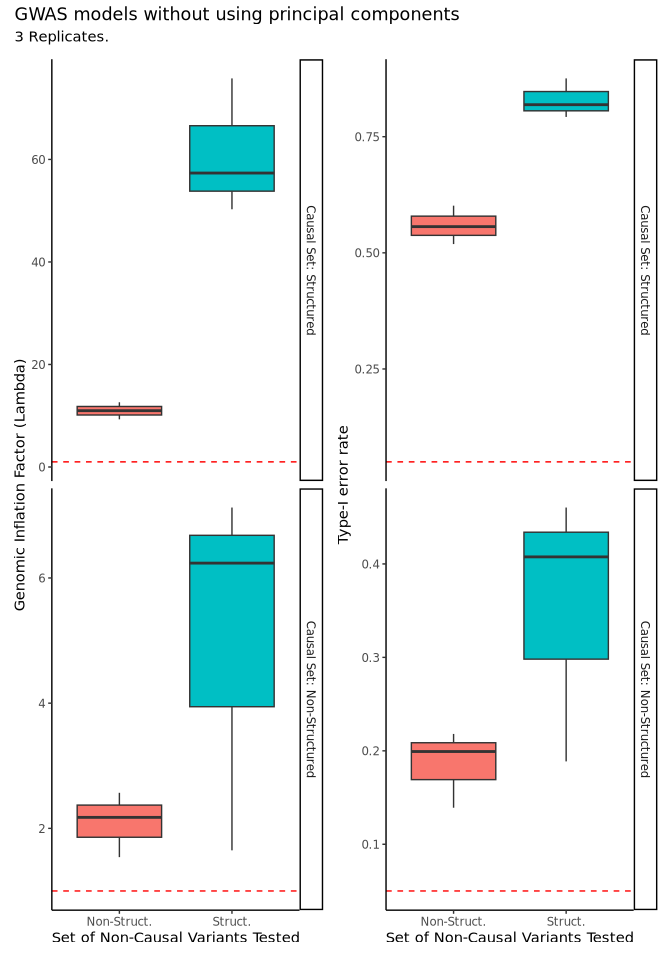 GWAS models without using principal components
3 Replicates.
Genomic Inflation Factor (Lambda)
60
40
20
0
Causal Set: Structured
6
4
2
Causal Set: Non-Structured
Non-Struct.
Struct.
Set of Non-Causal Variants Tested
Type-I error rate
0.75
0.50
0.25
Causal Set: Structured
0.4
0.3
0.2
0.1
Causal Set: Non-Structured
Non-Struct.
Struct.
Set of Non-Causal Variants Tested